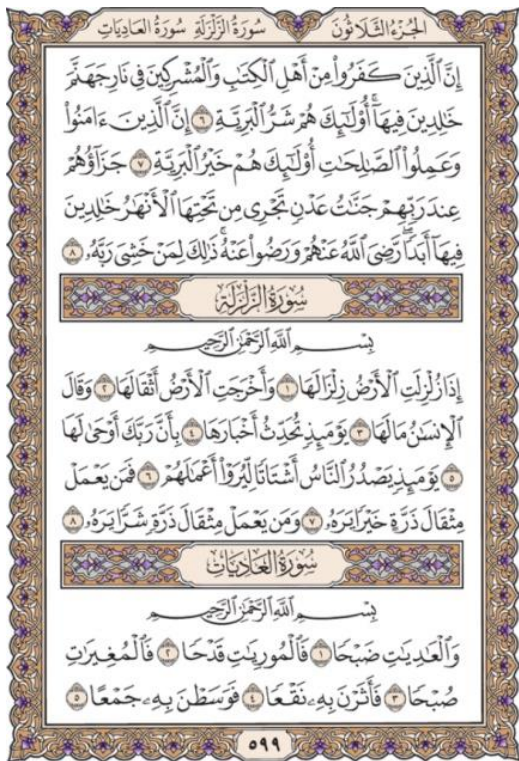 الجُزْءُ الثَّلَاثُونَ سُورَةُ الزَّلْزَلَةِ سُورَةُ العَادِيَاتِ
إِنَّ ٱلَّذِينَ كَفَرُواْ مِنْ أَهْلِ ٱلْكِتَٰبِ وَٱلْمُشْرِكِينَ فِى نَارِ جَهَنَّمَ
خَٰلِدِينَ فِيهَآۚ أُوْلَٰٓئِكَ هُمْ شَرُّ ٱلْبَرِيَّةِ ٦ إِنَّ ٱلَّذِينَ ءَامَنُواْ
وَعَمِلُواْ ٱلصَّٰلِحَٰتِ أُوْلَٰٓئِكَ هُمْ خَيْرُ ٱلْبَرِيَّةِ ٧ جَزَآؤُهُمْ
عِندَ رَبِّهِمْ جَنَّٰتُ عَدْنٍ تَجْرِى مِن تَحْتِهَا ٱلْأَنْهَٰرُ خَٰلِدِينَ
فِيهَآ أَبَدًاۖ رَّضِىَ ٱللَّهُ عَنْهُمْ وَرَضُواْ عَنْهُۚ ذَٰلِكَ لِمَنْ خَشِىَ رَبَّهُۥ ٨
سُورَةُ الزَّلْزَلَةِ
بِسْمِ ٱللَّهِ ٱلرَّحْمَٰنِ ٱلرَّحِيمِ
إِذَا زُلْزِلَتِ ٱلْأَرْضُ زِلْزَالَهَا ١ وَأَخْرَجَتِ ٱلْأَرْضُ أَثْقَالَهَا ٢ وَقَالَ
ٱلْإِنسَٰنُ مَا لَهَا ٣ يَوْمَئِذٍ تُحَدِّثُ أَخْبَارَهَا ٤ بِأَنَّ رَبَّكَ أَوْحَىٰ لَهَا
٥ يَوْمَئِذٍ يَصْدُرُ ٱلنَّاسُ أَشْتَاتًا لِّيُرَوْاْ أَعْمَٰلَهُمْ ٦ فَمَن يَعْمَلْ
مِثْقَالَ ذَرَّةٍ خَيْرًا يَرَهُۥ ٧ وَمَن يَعْمَلْ مِثْقَالَ ذَرَّةٍ شَرًّا يَرَهُۥ ٨
سُورَةُ العَادِيَاتِ
بِسْمِ ٱللَّهِ ٱلرَّحْمَٰنِ ٱلرَّحِيمِ
وَٱلْعَٰدِيَٰتِ ضَبْحًا ١ فَٱلْمُورِيَٰتِ قَدْحًا ٢ فَٱلْمُغِيرَٰتِ
صُبْحًا ٣ فَأَثَرْنَ بِهِۦ نَقْعًا ٤ فَوَسَطْنَ بِهِۦ جَمْعًا ٥
٥٩٩